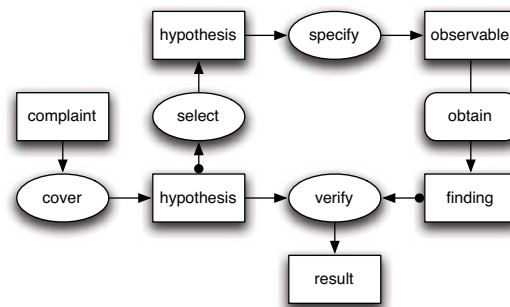 hypothesis
specify
observable
complaint
select
obtain
cover
hypothesis
verify
finding
result